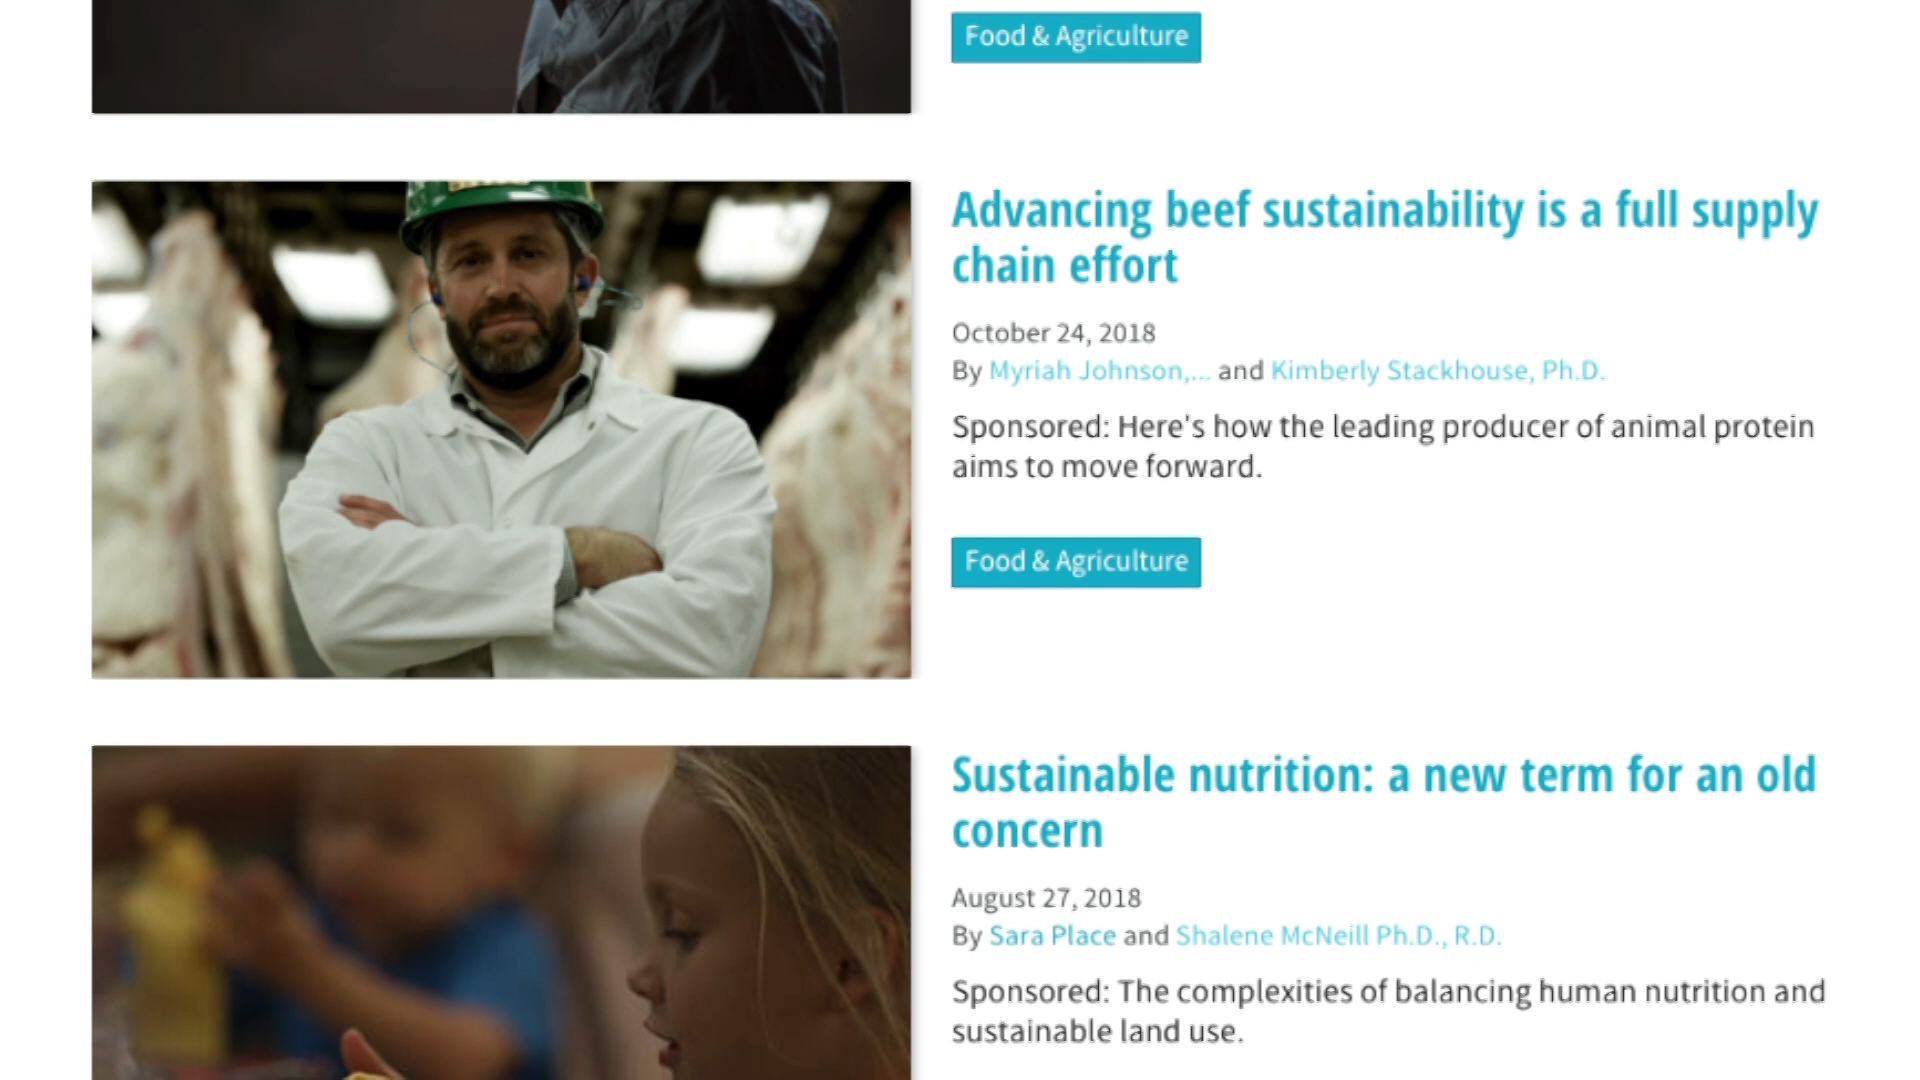 Food & Agriculture
Advancing beef sustainability is a full supply
chain effort
October 24, 2018
By Myriah Johnson,... and Kimberly Stackhouse, Ph.D.
Sponsored: Here's how the leading producer of animal protein
aims to move forward.
Food & Agriculture
Sustainable nutrition: a new term for an old
concern
August 27, 2018
By Sara Place and Shalene McNeill Ph.D., R.D.
Sponsored: The complexities of balancing human nutrition and
sustainable land use.